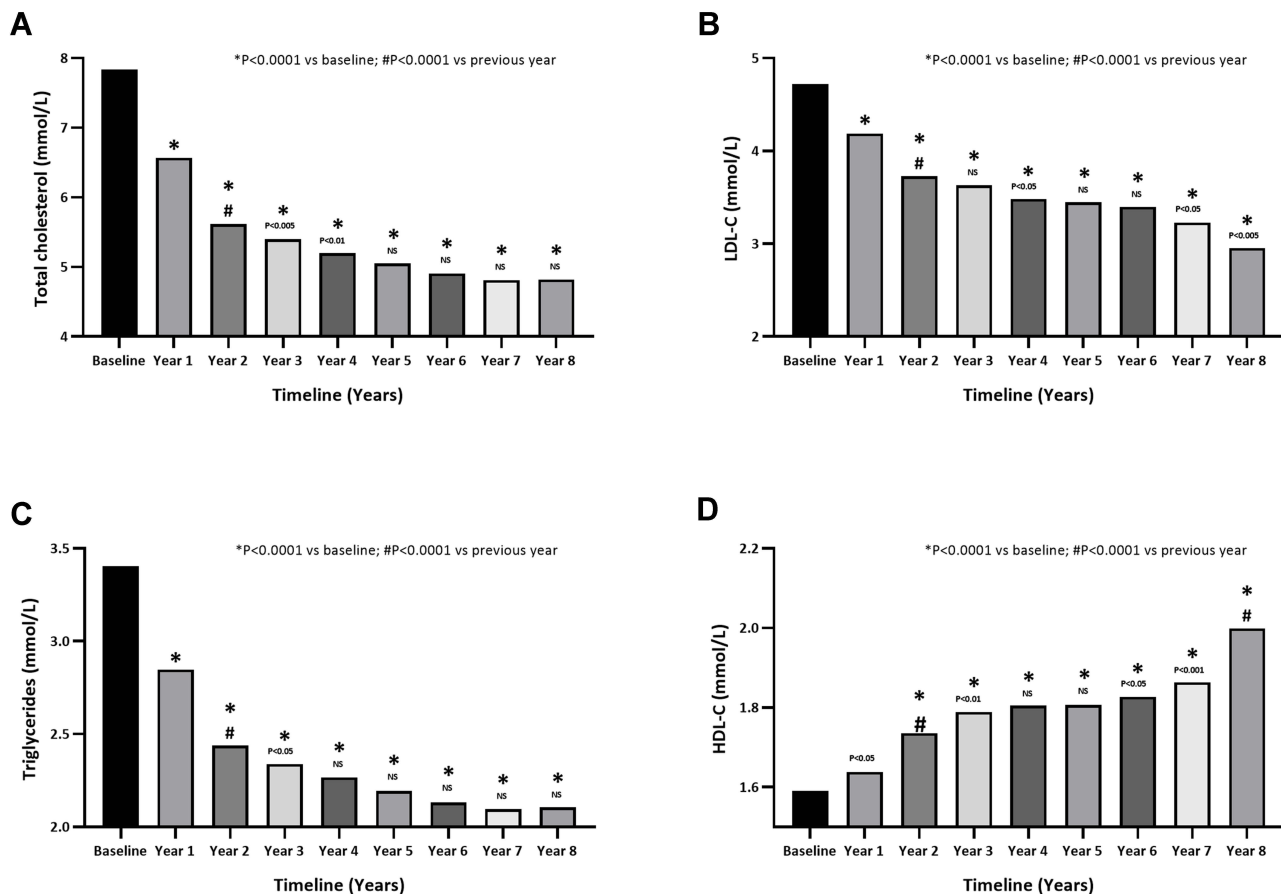 A
*P<0.0001 vs baseline; #P<0.0001 vs previous year
Total cholesterol (mmol/L)
8
7
6
5
4
*
*
#
*
P<0.005
*
P<0.01
*
NS
*
NS
*
NS
*
NS
Baseline Year 1 Year 2 Year 3 Year 4 Year 5 Year 6 Year 7 Year 8
Timeline (Years)
B
*P<0.0001 vs baseline; #P<0.0001 vs previous year
LDL-C (mmol/L)
5
4
3
2
*
*
#
*
NS
*
P<0.05
*
NS
*
NS
*
P<0.05
*
P<0.005
Baseline Year 1 Year 2 Year 3 Year 4 Year 5 Year 6 Year 7 Year 8
Timeline (Years)
C
*P<0.0001 vs baseline; #P<0.0001 vs previous year
Triglycerides (mmol/L)
3.5
3.0
2.5
2.0
*
*
#
*
P<0.05
*
NS
*
NS
*
NS
*
NS
*
NS
Baseline Year 1 Year 2 Year 3 Year 4 Year 5 Year 6 Year 7 Year 8
Timeline (Years)
D
*P<0.0001 vs baseline; #P<0.0001 vs previous year
HDL-C (mmol/L)
2.2
2.0
1.8
1.6
P<0.05
*
#
*
P<0.01
*
NS
*
NS
*
P<0.05
*
P<0.001
*
#
Baseline Year 1 Year 2 Year 3 Year 4 Year 5 Year 6 Year 7 Year 8
Timeline (Years)